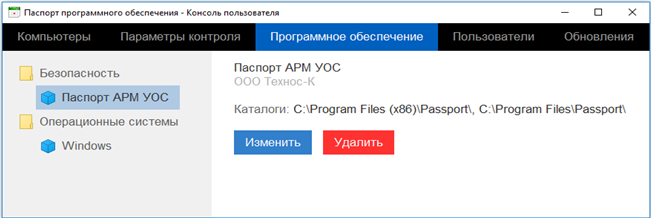 Паспорт программного обеспечения - Консоль пользователя
Компьютеры Параметры контроля Программное обеспечение Пользователи Обновления
Безопасность
Паспорт АРМ УОС
Операционные системы
Windows
Паспорт АРМ УОС
ООО Технос-К
Каталоги: C:\Program Files (x86)\Passport\, C:\Program Files\Passport\
Изменить Удалить